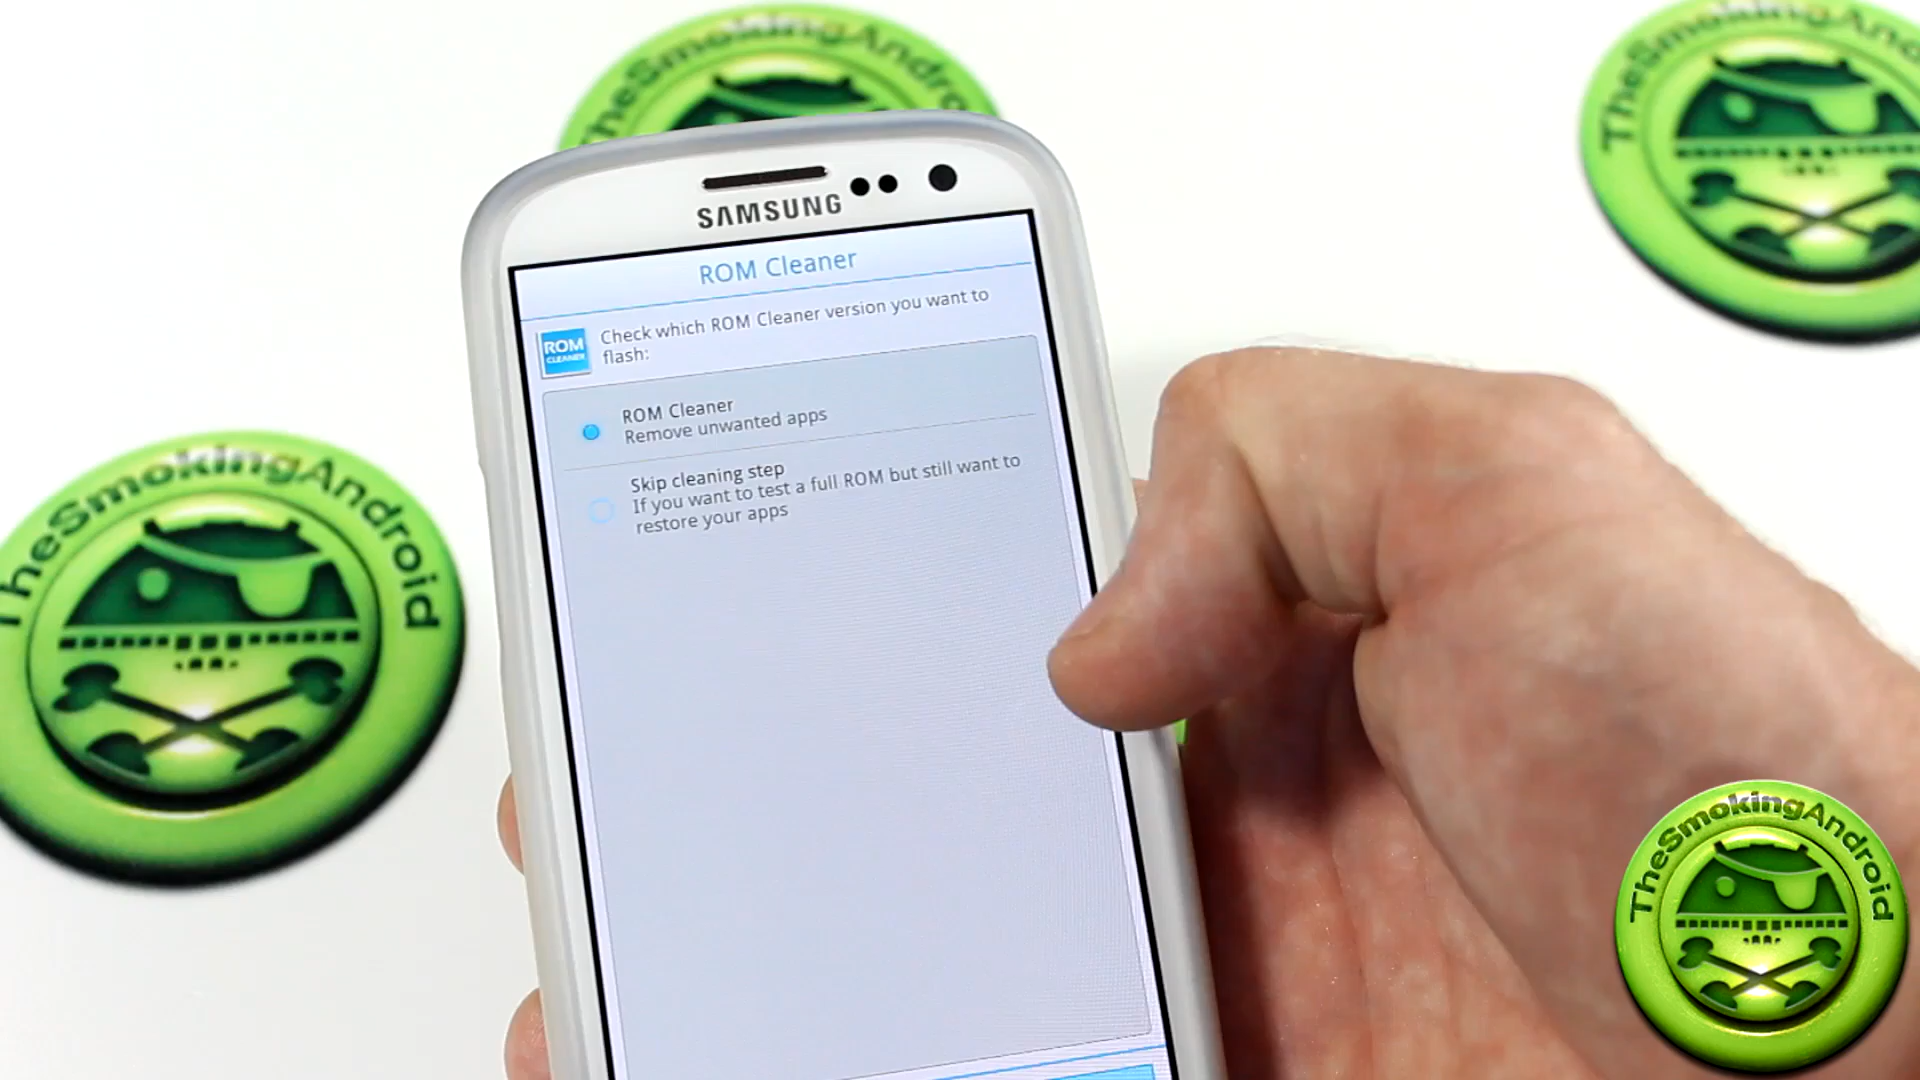 TheSmokingAndroid
TheSmokingAndro
TheSmokingAndroid
SAMSUNG
ROM Cleaner
ROM
CLEANER
Check which ROM Cleaner version you want to
flash:
ROM Cleaner
Remove unwanted apps
Skip cleaning step
If you want to test a full ROM but still want to
restore your apps
TheSmokingAndroid